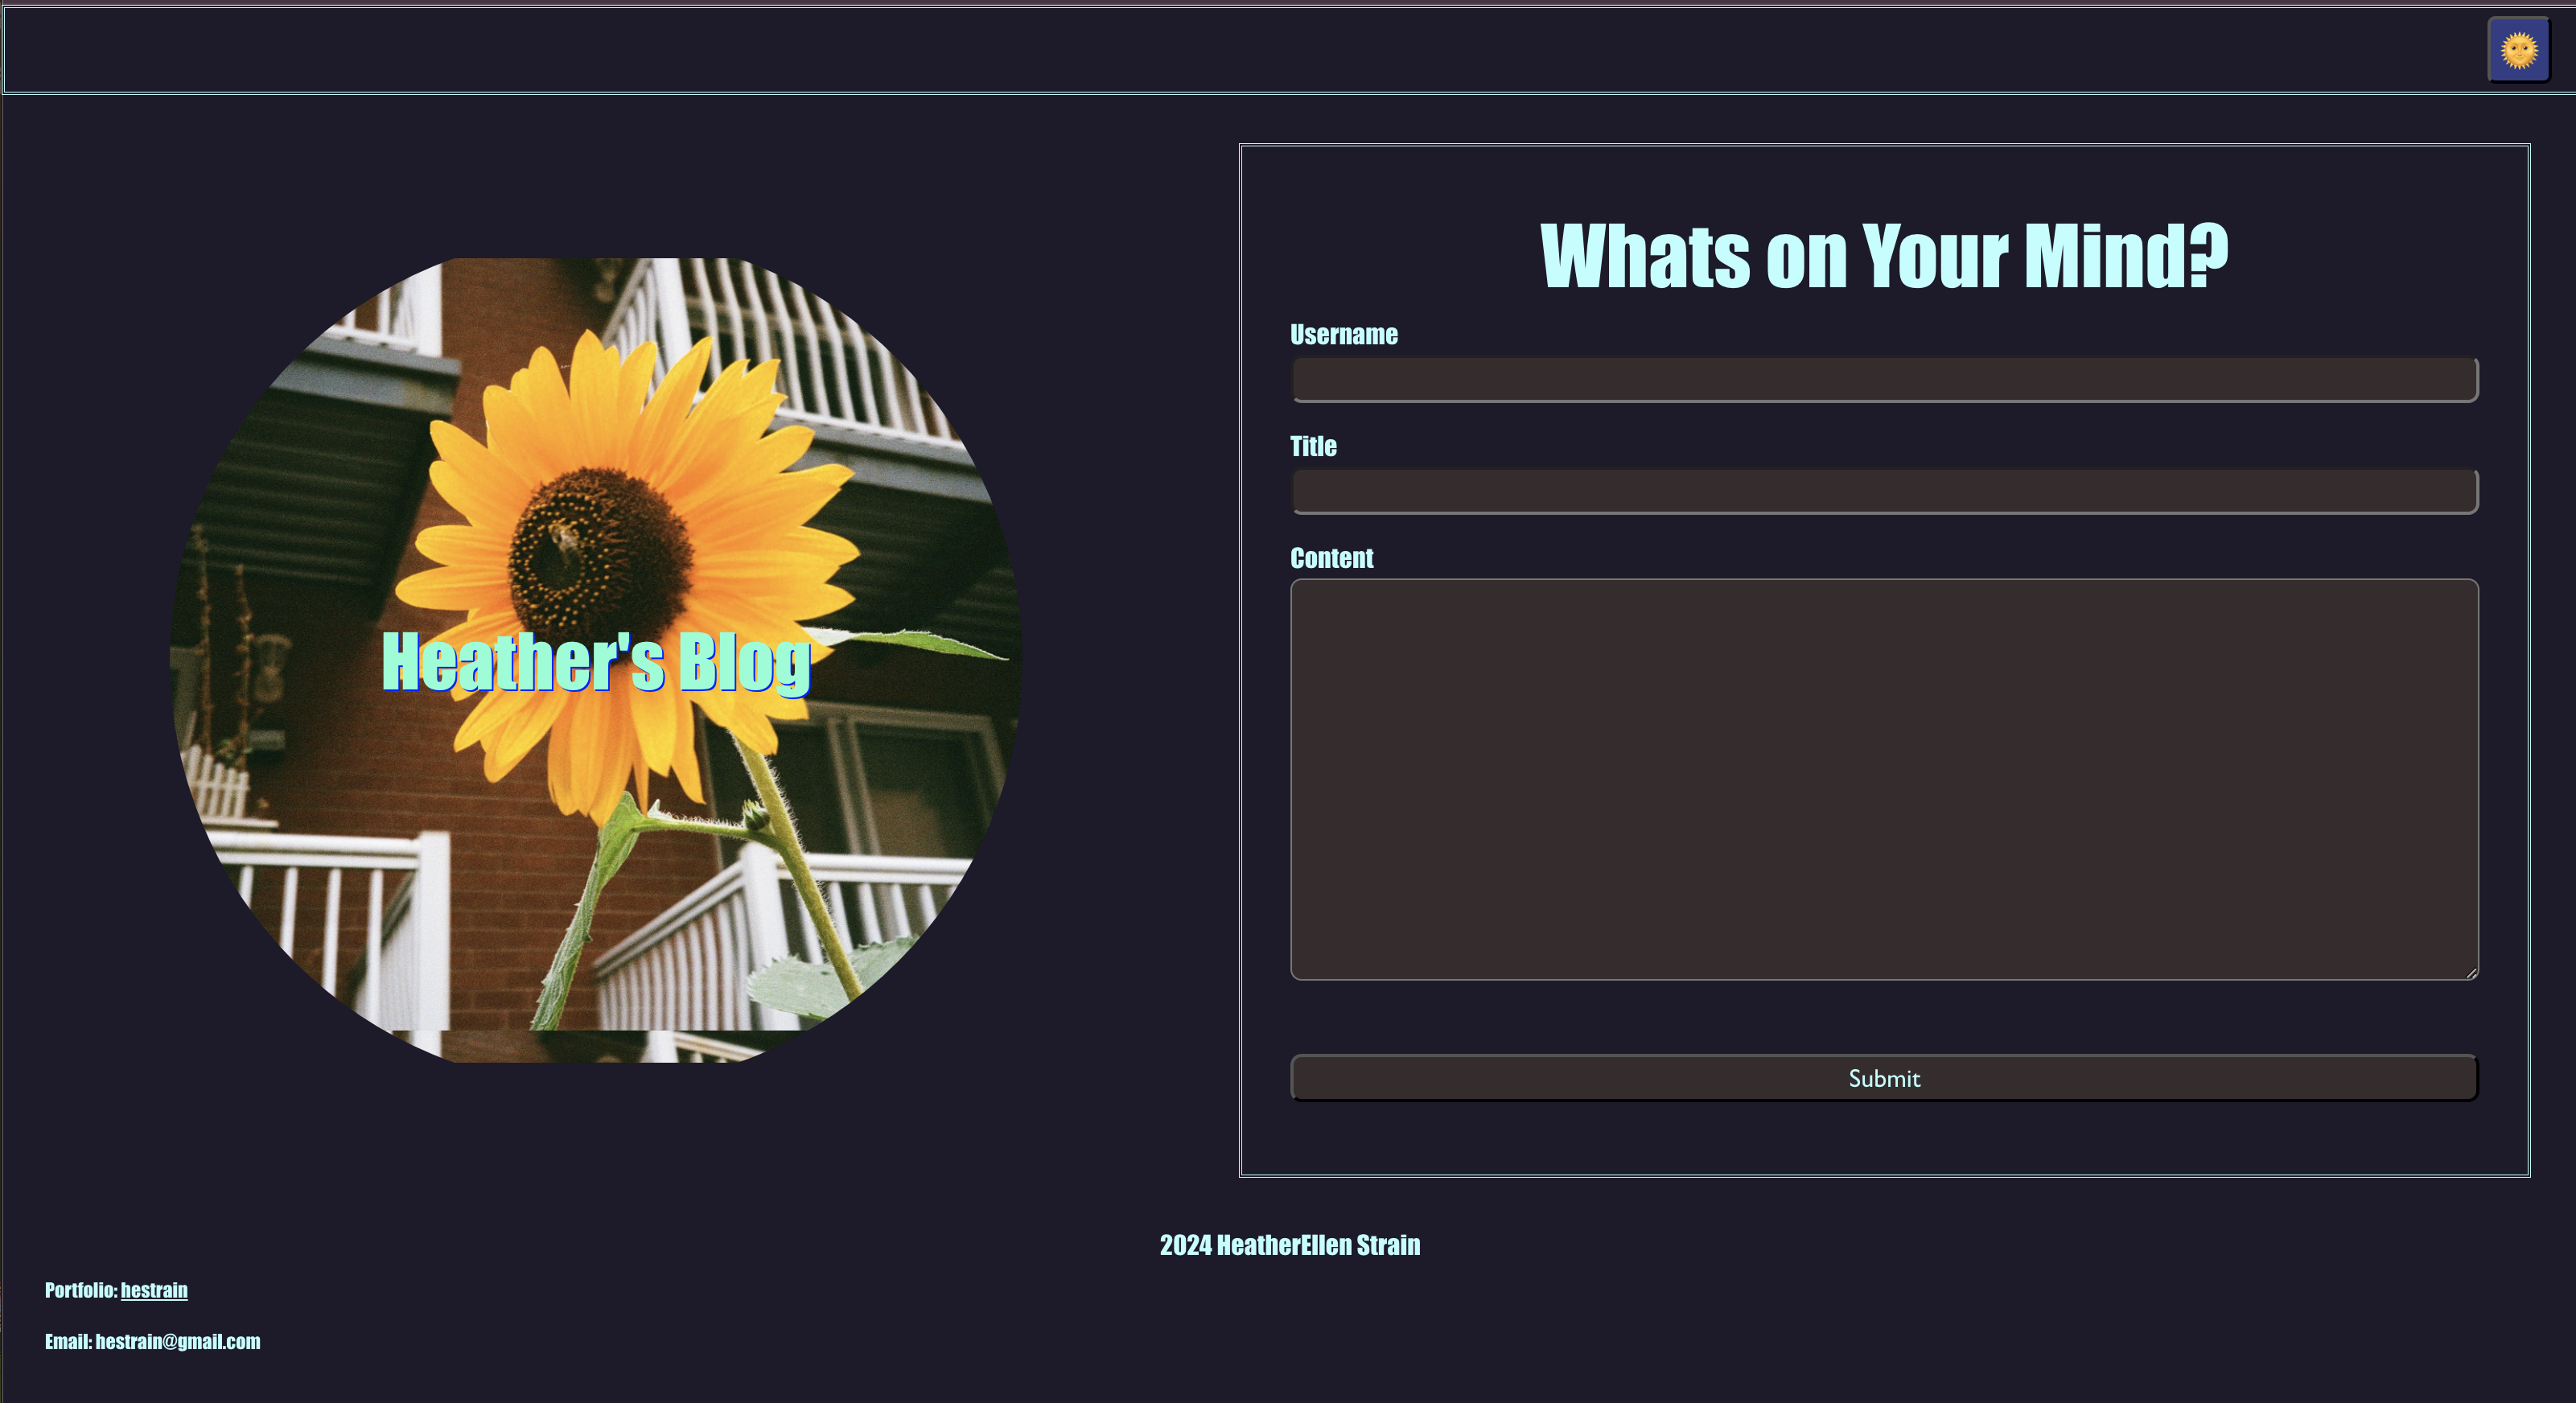 Heather's Blog
Whats on Your Mind?
Username
Title
Content
Submit
2024 HeatherEllen Strain
Portfolio: hestrain
Email: hestrain@gmail.com